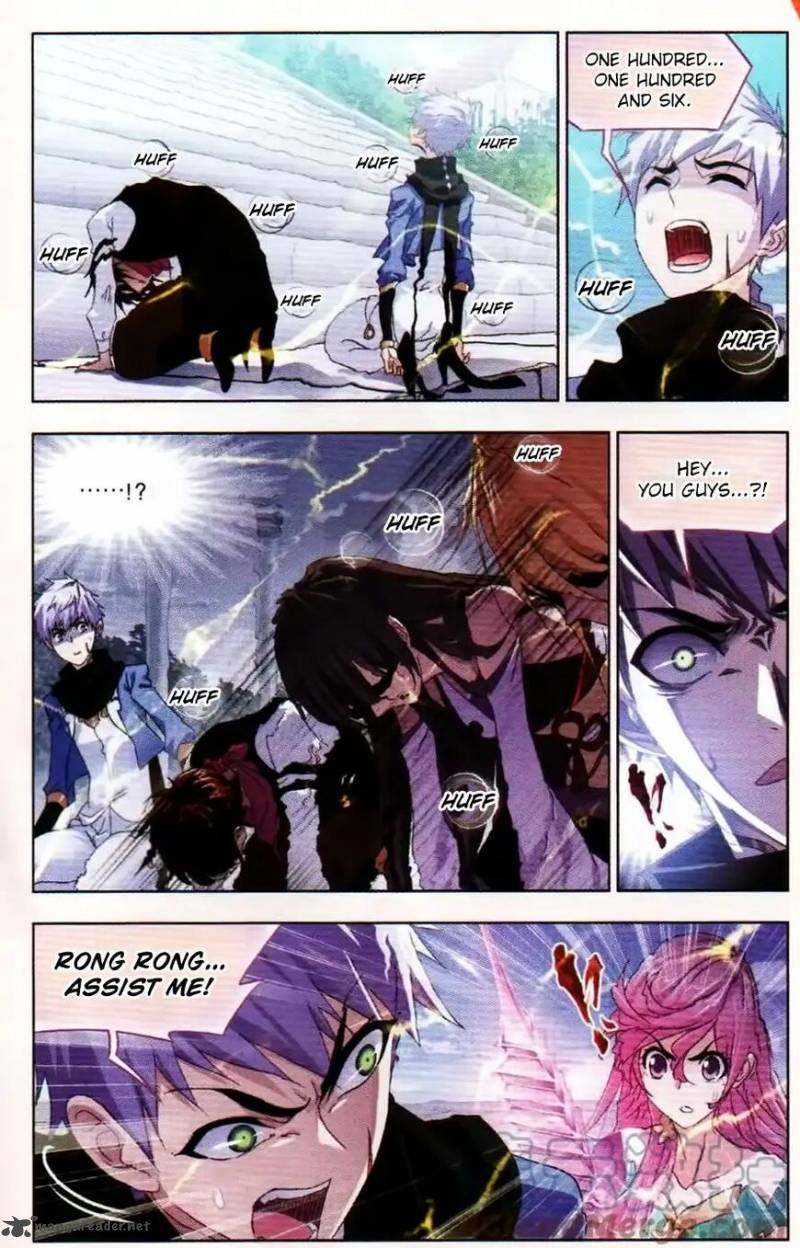 HUFF
HUFF
HUFF
HUFF
HUFF
HUFF
HUFF
HUFF
ONE HUNDRED...
ONE HUNDRED
AND SIX.
HUFF
HUFF
......!?
HUFF
HUFF
HUFF
HUFF
HEY...
YOU GUYS...?!
RONG RONG...
ASSIST ME!
mangareader.net